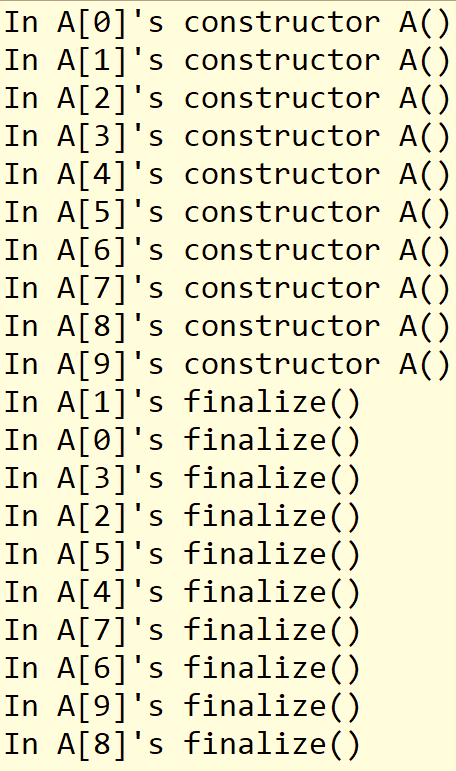 In A[0]'s constructor A()
In A[1]'s constructor A()
In A[2]'s constructor A()
In A[3]'s constructor A()
In A[4]'s constructor A()
In A[5]'s constructor A()
In A[6]'s constructor A()
In A[7]'s constructor A()
In A[8]'s constructor A()
In A[9]'s constructor A()
In A[1]'s finalize()
In A[0]'s finalize()
In A[3]'s finalize()
In A[2]'s finalize()
In A[5]'s finalize()
In A[4]'s finalize()
In A[7]'s finalize()
In A[6]'s finalize()
In A[9]'s finalize()
In A[8]'s finalize()